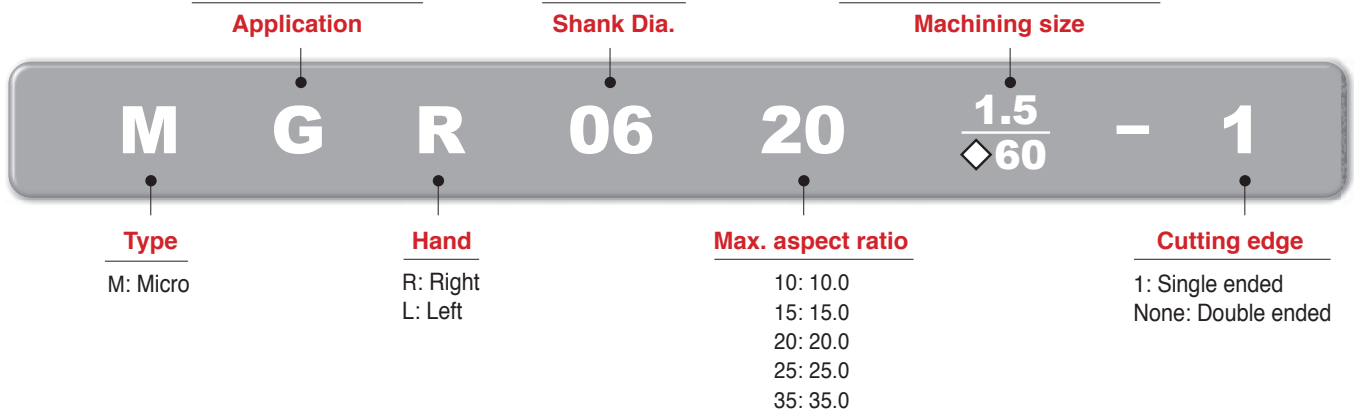 Application Shank Dia. Machining size
M G R 06 20 1.5 - 1
◇60
Type Hand Max. aspect ratio Cutting edge
M: Micro R: Right 10: 10.0 1: Single ended
L: Left 15: 15.0 None: Double ended
20: 20.0
25: 25.0
35: 35.0